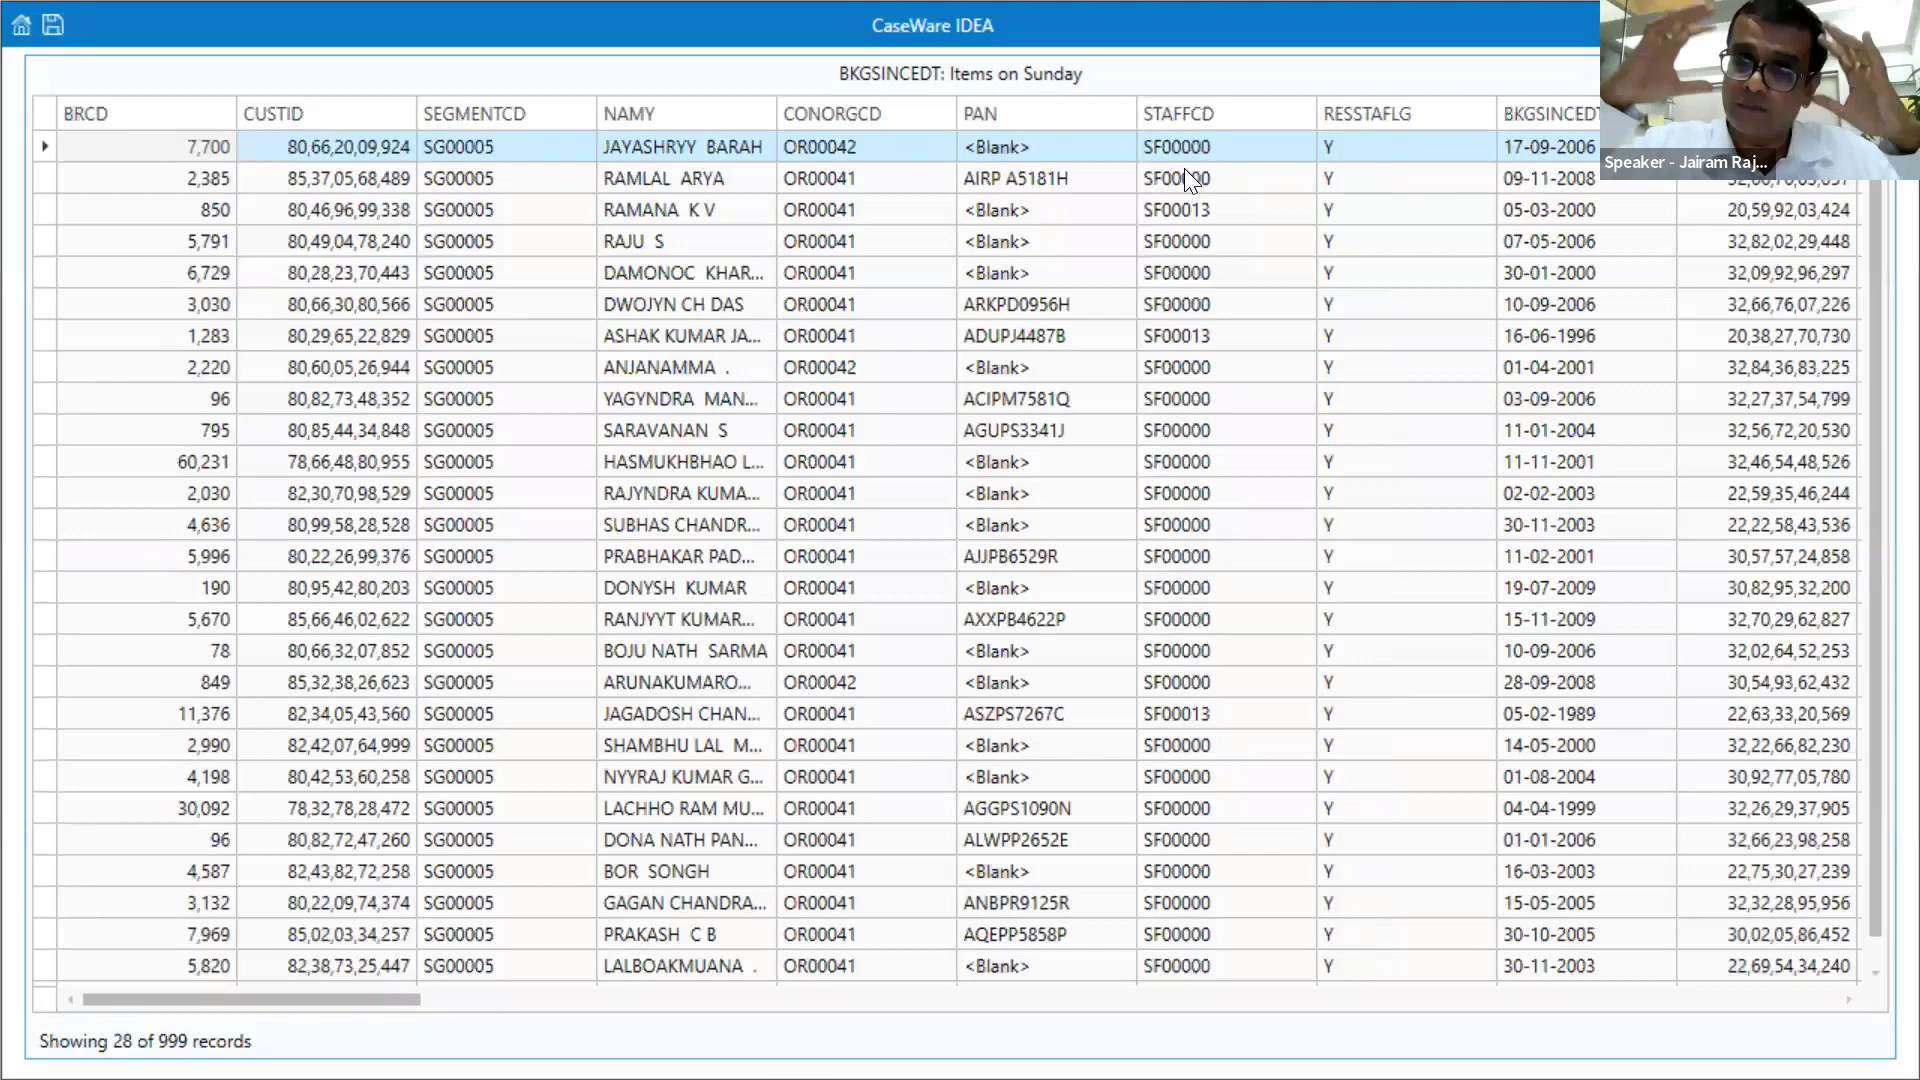 CaseWare IDEA
BKGSINCEDT: Items on Sunday
BRCD CUSTID SEGMENTCD NAMY CONORGCD PAN STAFFCD RESSTAFLG BKGSINCEDT
7,700 80,66,20,09,924 SG00005 JAYASHRYY BARAH OR00042 <Blank> SF00000 Y 17-09-2006
Speaker - Jairam Raj...
2,385 85,37,05,68,489 SG00005 RAMLAL ARYA OR00041 AIRP A5181H Y 09-11-2008
850 80,46,96,99,338 SG00005 RAMANA K V OR00041 <Blank> SF00013 Y 05-03-2000 20,59,92,03,424
5,791 80,49,04,78,240 SG00005 RAJU S OR00041 <Blank> SF00000 Y 07-05-2006 32,82,02,29,448
6,729 80,28,23,70,443 SG00005 DAMONOC KHAR... OR00041 <Blank> SF00000 Y 30-01-2000 32,09,92,96,297
3,030 80,66,30,80,566 SG00005 DWOJYN CH DAS OR00041 ARKPD0956H SF00000 Y 10-09-2006 32,66,76,07,226
1,283 80,29,65,22,829 SG00005 ASHAK KUMAR JA... OR00041 ADUPJ4487B SF00013 Y 16-06-1996 20,38,27,70,730
2,220 80,60,05,26,944 SG00005 ANJANAMMA . OR00042 <Blank> SF00000 Y 01-04-2001 32,84,36,83,225
96 80,82,73,48,352 SG00005 YAGYNDRA MAN... OR00041 ACIPM7581Q SF00000 Y 03-09-2006 32,27,37,54,799
795 80,85,44,34,848 SG00005 SARAVANAN S OR00041 AGUPS3341J SF00000 Y 11-01-2004 32,56,72,20,530
60,231 78,66,48,80,955 SG00005 HASMUKHBHAO L... OR00041 <Blank> SF00000 Y 11-11-2001 32,46,54,48,526
2,030 82,30,70,98,529 SG00005 RAJYNDRA KUMA... OR00041 <Blank> SF00000 Y 02-02-2003 22,59,35,46,244
4,636 80,99,58,28,528 SG00005 SUBHAS CHANDR... OR00041 <Blank> SF00000 Y 30-11-2003 22,22,58,43,536
5,996 80,22,26,99,376 SG00005 PRABHAKAR PAD... OR00041 AJJPB6529R SF00000 Y 11-02-2001 30,57,57,24,858
190 80,95,42,80,203 SG00005 DONYSH KUMAR OR00041 <Blank> SF00000 Y 19-07-2009 30,82,95,32,200
5,670 85,66,46,02,622 SG00005 RANJYYT KUMAR... OR00041 AXXPB4622P SF00000 Y 15-11-2009 32,70,29,62,827
78 80,66,32,07,852 SG00005 BOJU NATH SARMA OR00041 <Blank> SF00000 Y 10-09-2006 32,02,64,52,253
849 85,32,38,26,623 SG00005 ARUNAKUMARO... OR00042 <Blank> SF00000 Y 28-09-2008 30,54,93,62,432
11,376 82,34,05,43,560 SG00005 JAGADOSH CHAN... OR00041 ASZPS7267C SF00013 Y 05-02-1989 22,63,33,20,569
2,990 82,42,07,64,999 SG00005 SHAMBHU LAL M... OR00041 <Blank> SF00000 Y 14-05-2000 32,22,66,82,230
4,198 80,42,53,60,258 SG00005 NYYRAJ KUMAR G... OR00041 <Blank> SF00000 Y 01-08-2004 30,92,77,05,780
30,092 78,32,78,28,472 SG00005 LACHHO RAM MU... OR00041 AGGPS1090N SF00000 Y 04-04-1999 32,26,29,37,905
96 80,82,72,47,260 SG00005 DONA NATH PAN... OR00041 ALWPP2652E SF00000 Y 01-01-2006 32,66,23,98,258
4,587 82,43,82,72,258 SG00005 BOR SONGH OR00041 <Blank> SF00000 Y 16-03-2003 22,75,30,27,239
3,132 80,22,09,74,374 SG00005 GAGAN CHANDRA... OR00041 ANBPR9125R SF00000 Y 15-05-2005 32,32,28,95,956
7,969 85,02,03,34,257 SG00005 PRAKASH C B OR00041 AQEPP5858P SF00000 Y 30-10-2005 30,02,05,86,452
5,820 82,38,73,25,447 SG00005 LALBOAKMUANA . OR00041 <Blank> SF00000 Y 30-11-2003 22,69,54,34,240
Showing 28 of 999 records